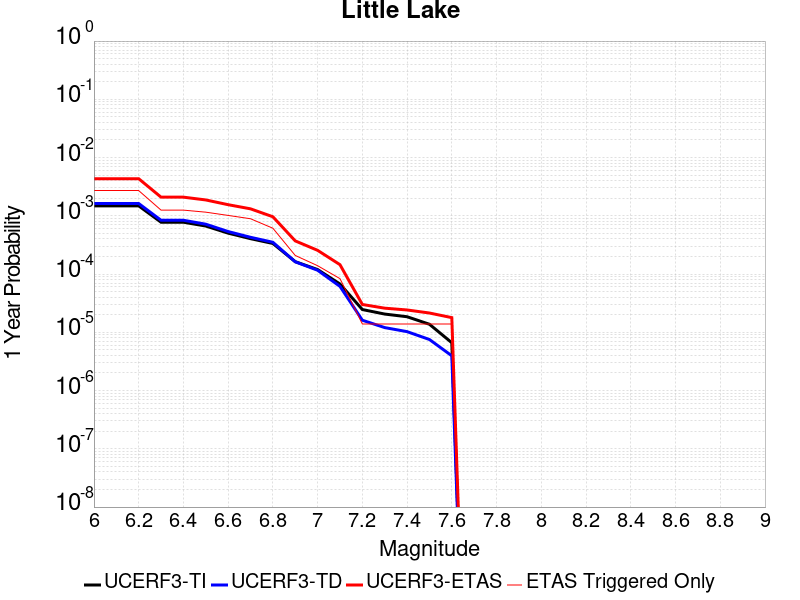 Little Lake
10^0
10^-1
10^-2
10^-3
10^-4
10^-5
10^-6
10^-7
10^-8
1 Year Probability
6 6.2 6.4 6.6 6.8 7 7.2 7.4 7.6 7.8 8 8.2 8.4 8.6 8.8 9
Magnitude
UCERF3-TI UCERF3-TD UCERF3-ETAS ETAS Triggered Only